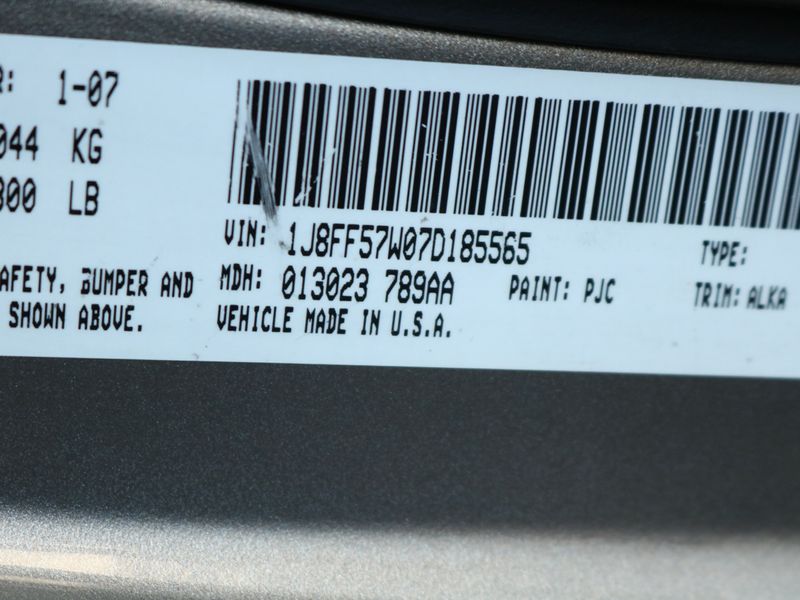 R: 1-07
044 KG
800 LB
VIN: 1J8FF57W07D185565 TYPE:
AFETY, BUMPER AND MDH: 013023 789AA PAINT: PJC TRIM: ALKA
SHOWN ABOVE. VEHICLE MADE IN U.S.A.